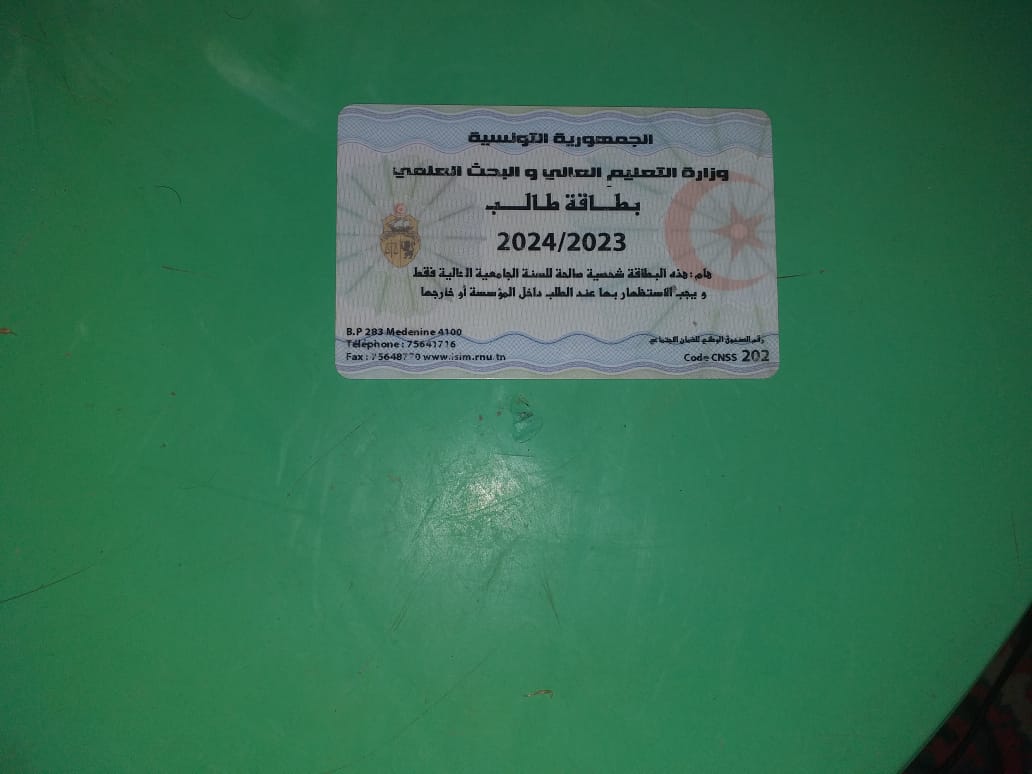 الجمهورية التونسية
وزارة التعليم العالي و البحث العلمي
بطاقة طالب
2024/2023
هام: هذه البطاقة شخصية صالحة للسنة الجامعية الحالية فقط
و يجب الاستظهار بها عند الطلب داخل المؤسسة أو خارجها
B.P 283 Medenine 4100
Téléphone : 75641716
Fax : 75648770 www.isim.rnu.tn
رقم الصندوق الوطني للضمان الإجتماعي
Code CNSS 202